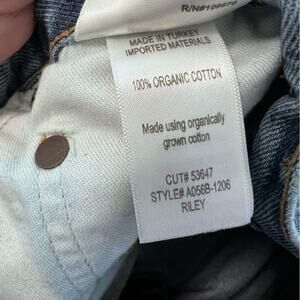 MADE IN TURKEY
IMPORTED MATERIALS
100% ORGANIC COTTON
Made using organically
grown cotton
CUT# 53647
STYLE# A056B-1206
RILEY